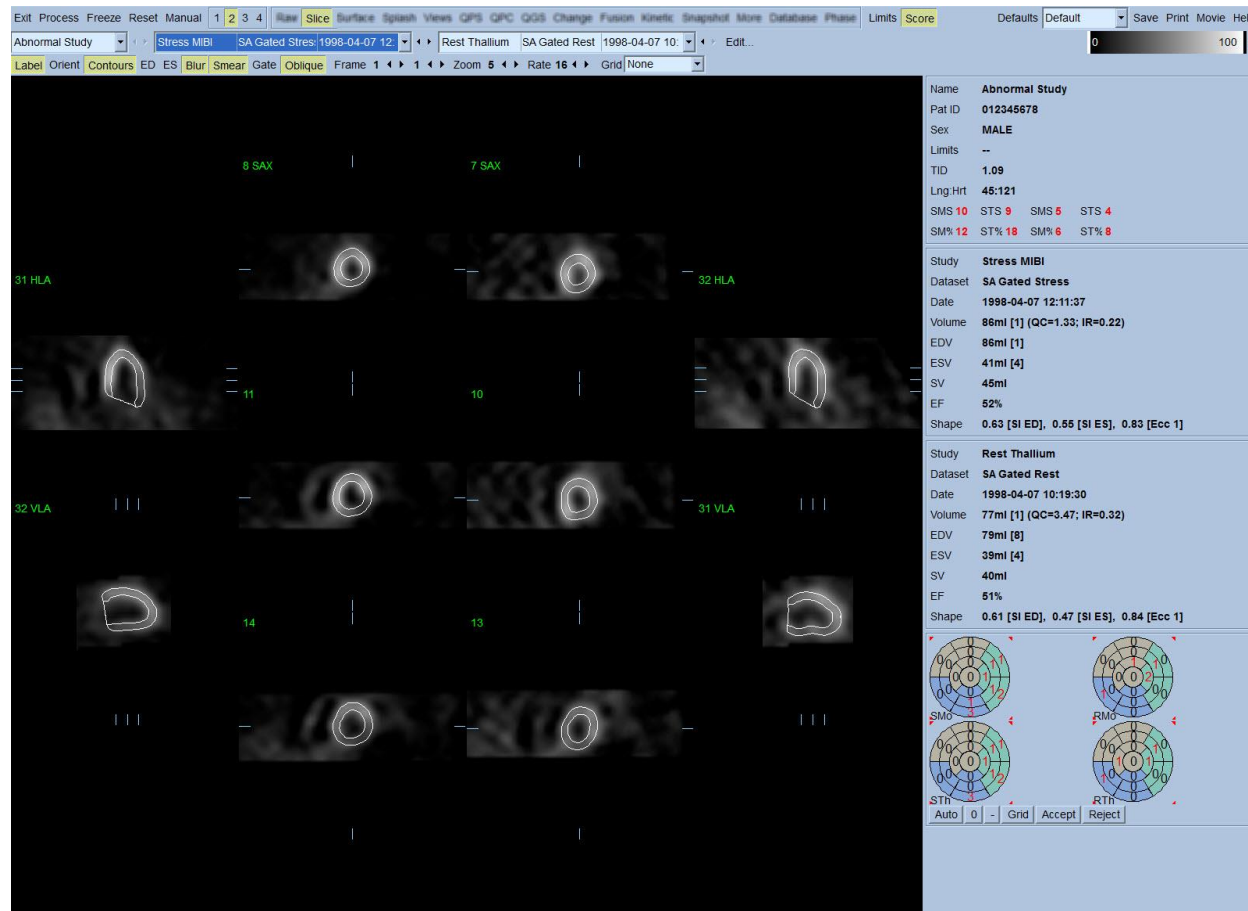 Exit Process Freeze Reset Manual 1 2 3 4 Raw Slice Surface Splash Views QPS QPC QGS Change Fusion Kinetic Snapshot More Database Phase Limits Score Defaults Default Save Print Movie Hel
Abnormal Study Stress MIBI SA Gated Stres: 1998-04-07 12: Rest Thallium SA Gated Rest 1998-04-07 10: Edit... 0 100
Label Orient Contours ED ES Blur Smear Gate Oblique Frame 1 1 Zoom 5 Rate 16 Grid None
8 SAX 7 SAX
31 HLA 32 HLA
11 10
32 VLA 31 VLA
14 13
Name Abnormal Study
Pat ID 012345678
Sex MALE
Limits --
TID 1.09
Lng:Hrt 45:121
SMS 10 STS 9 SMS 5 STS 4
SM% 12 ST% 18 SM% 6 ST% 8
Study Stress MIBI
Dataset SA Gated Stress
Date 1998-04-07 12:11:37
Volume 86ml [1] (QC=1.33; IR=0.22)
EDV 86ml [1]
ESV 41ml [4]
SV 45ml
EF 52%
Shape 0.63 [SI ED], 0.55 [SI ES], 0.83 [Ecc 1]
Study Rest Thallium
Dataset SA Gated Rest
Date 1998-04-07 10:19:30
Volume 77ml [1] (QC=3.47; IR=0.32)
EDV 79ml [8]
ESV 39ml [4]
SV 40ml
EF 51%
Shape 0.61 [SI ED], 0.47 [SI ES], 0.84 [Ecc 1]
SMo RMo
STh RTh
Auto 0 - Grid Accept Reject